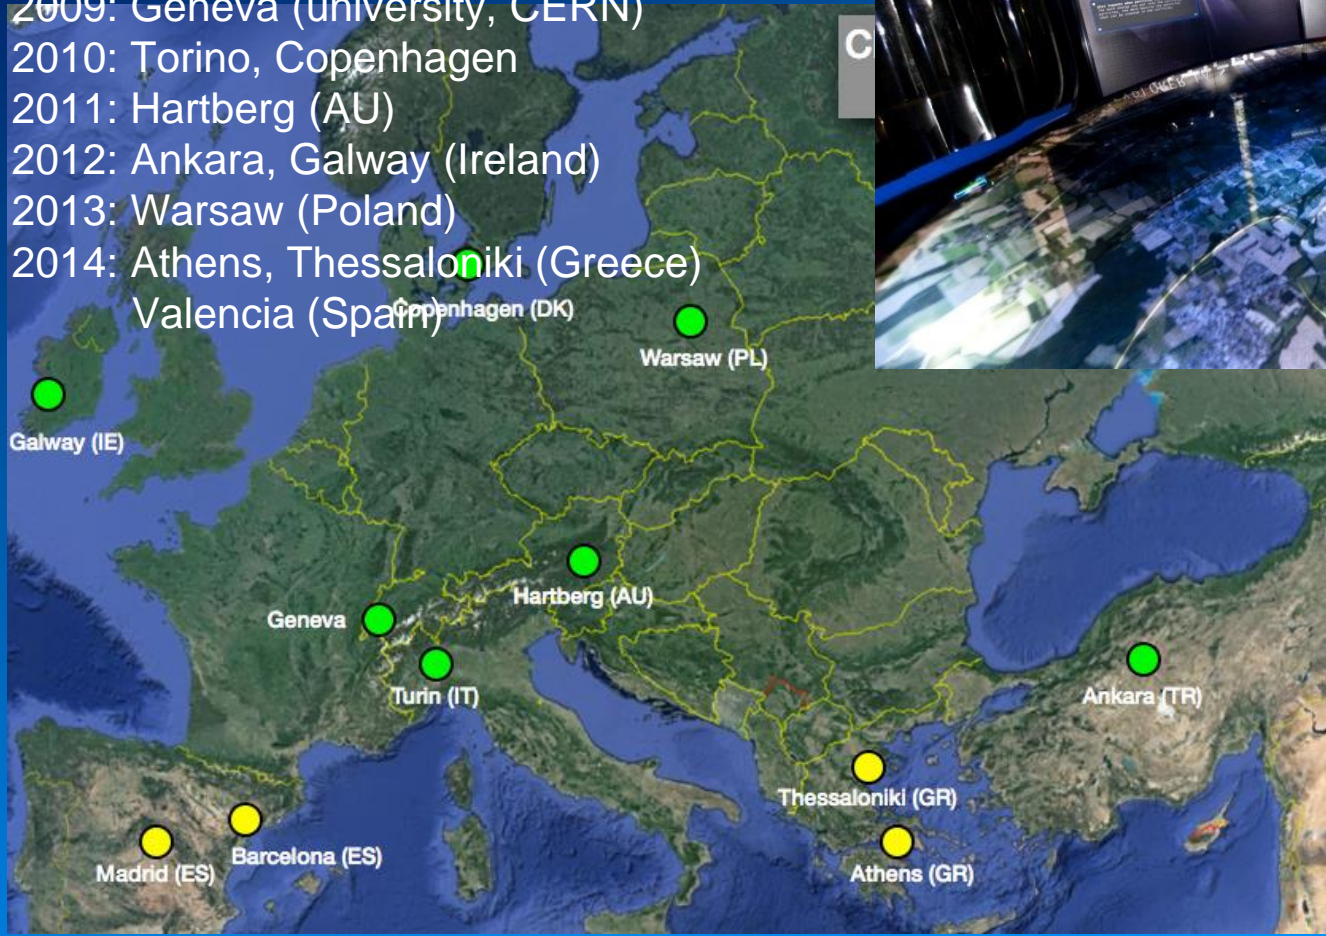 2009: Geneva (university, CERN)
2010: Torino, Copenhagen
2011: Hartberg (AU)
2012: Ankara, Galway (Ireland)
2013: Warsaw (Poland)
2014: Athens, Thessaloniki (Greece)
Valencia (Spain)
C
Copenhagen (DK)
Warsaw (PL)
Galway (IE)
Hartberg (AU)
Geneva
Turin (IT)
Ankara (TR)
Thessaloniki (GR)
Barcelona (ES)
Madrid (ES)
Athens (GR)